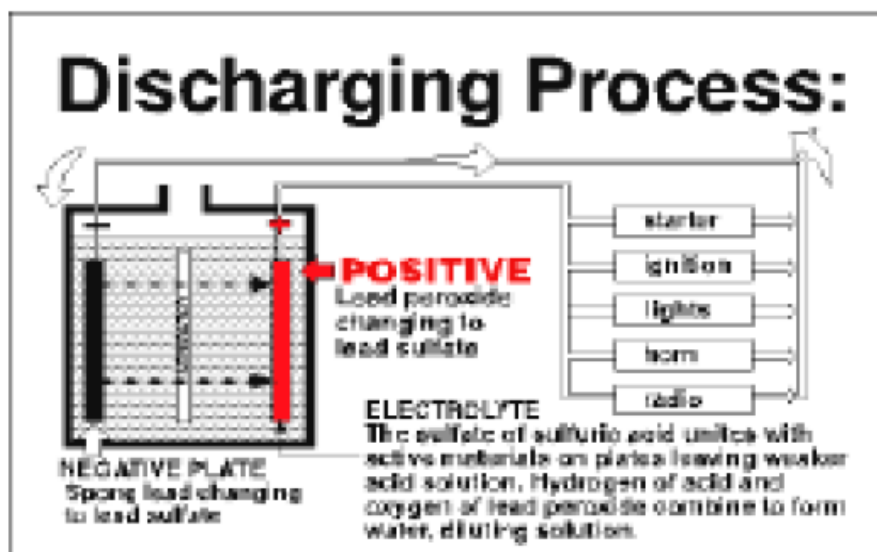 Discharging Process:
starter
ignition
lights
horn
radio
POSITIVE
Lead peroxide
changing to
lead sulfate
ELECTROLYTE
The sulfate of sulfuric acid unites with
active materials on plates leaving weaker
acid solution. Hydrogen of acid and
oxygen of lead peroxide combine to form
water, diluting solution.
NEGATIVE PLATE
Spong lead changing
to lead sulfate